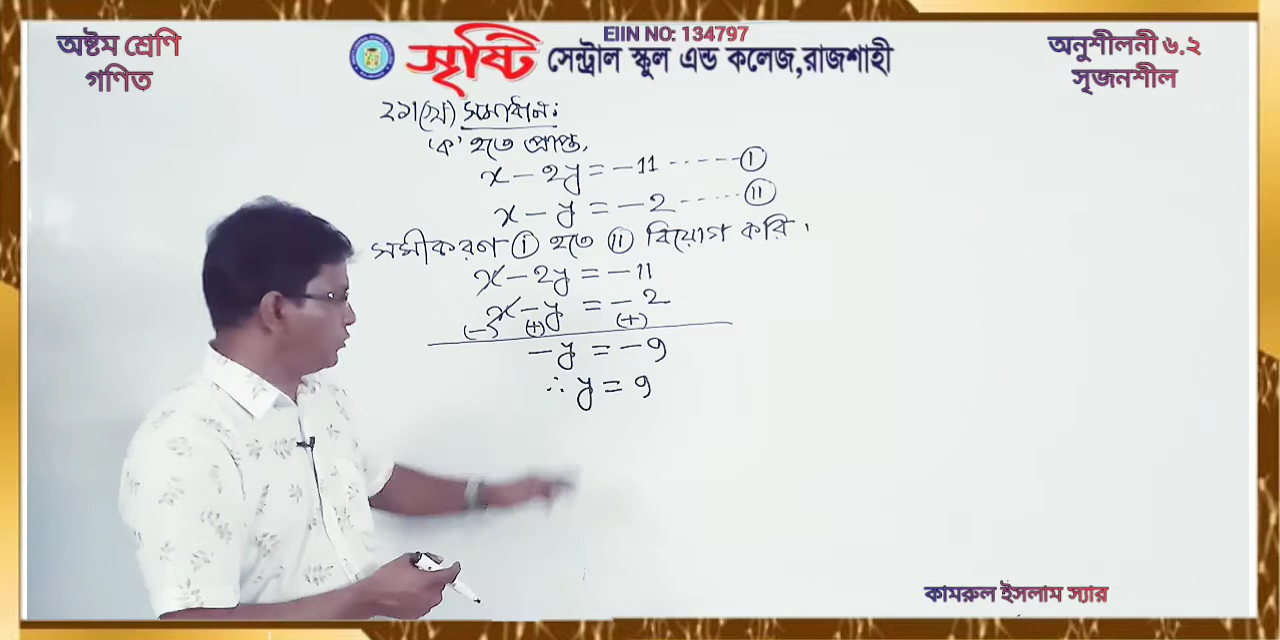 অষ্টম শ্রেণি
গণিত
EIIN NO: 134797
সৃষ্টি সেন্ট্রাল স্কুল এন্ড কলেজ,রাজশাহী
অনুশীলনী ৬.২
সৃজনশীল
২১।(খ) সমাধান:
'ক' হতে প্রাপ্ত,
x − 2y = −11 ------ (i)
x − y = −2 ------ (ii)
সমীকরণ (i) হতে (ii) বিয়োগ করি।
x − 2y = −11
x − y = −2
(−) (+) (+)
−y = −9
∴ y = 9
কামরুল ইসলাম স্যার